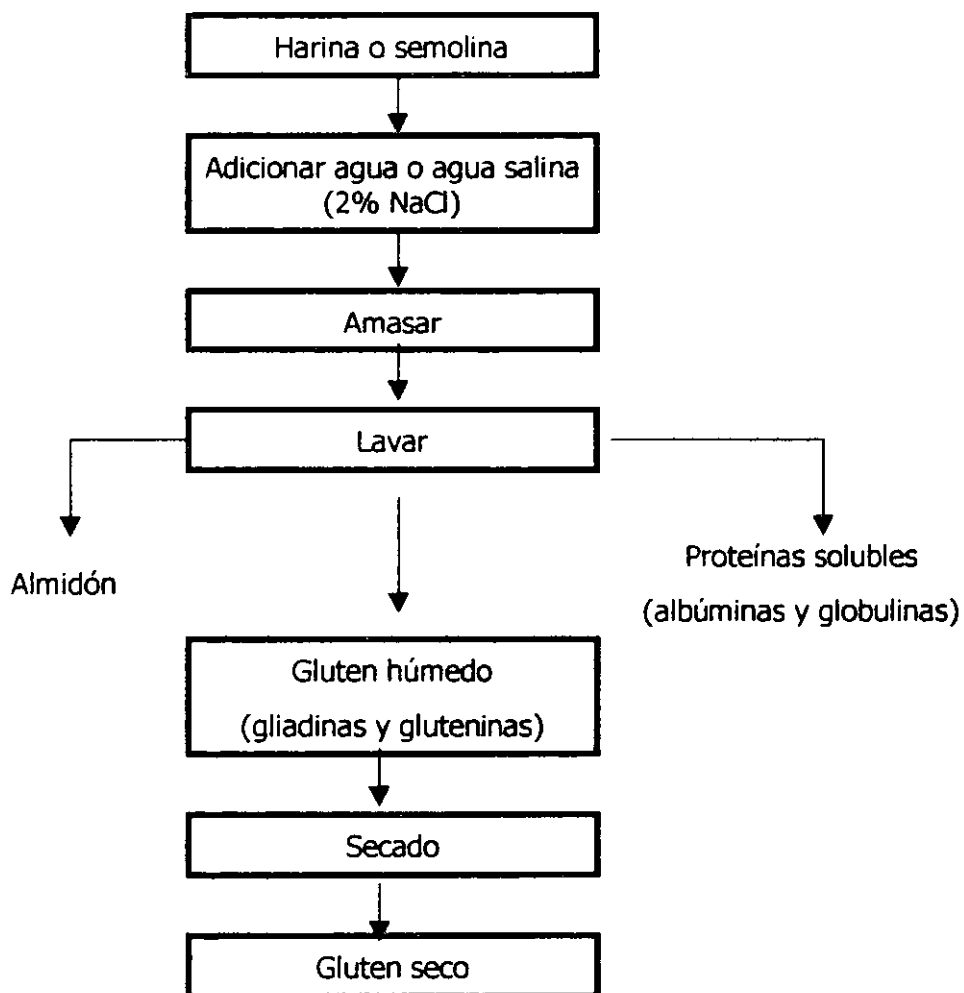 Harina o semolina
Adicionar agua o agua salina
(2% NaCl)
Amasar
Lavar
Almidón
Proteínas solubles
(albúminas y globulinas)
Gluten húmedo
(gliadinas y gluteninas)
Secado
Gluten seco